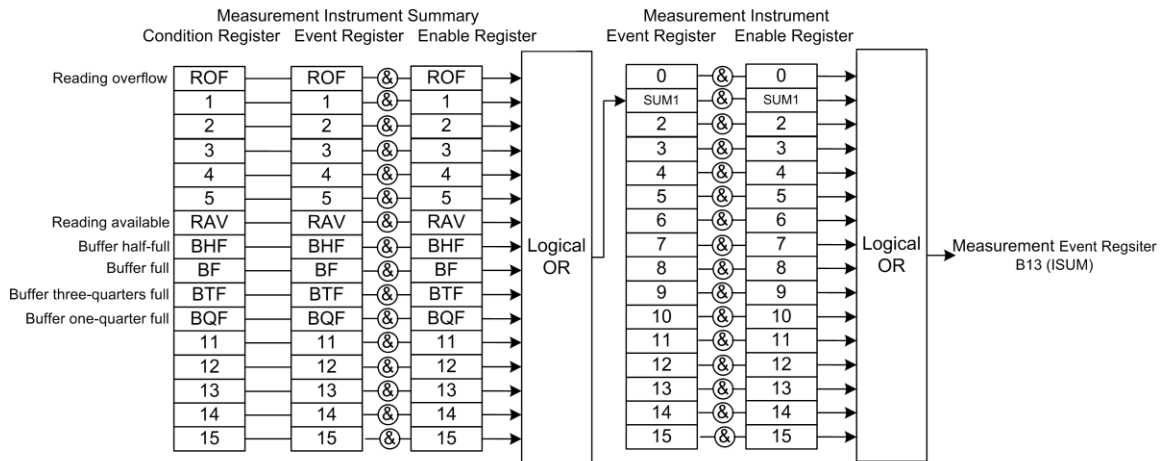 Measurement Instrument Summary Measurement Instrument
Condition Register Event Register Enable Register Event Register Enable Register
Reading overflow ROF ROF & ROF 0 & 0
1 1 & 1 SUM1 & SUM1
2 2 & 2 2 & 2
3 3 & 3 3 & 3
4 4 & 4 4 & 4
5 5 & 5 5 & 5
Reading available RAV RAV & RAV 6 & 6
Buffer half-full BHF BHF & BHF Logical OR 7 & 7 Logical OR Measurement Event Regsiter B13 (ISUM)
Buffer full BF BF & BF 8 & 8
Buffer three-quarters full BTF BTF & BTF 9 & 9
Buffer one-quarter full BQF BQF & BQF 10 & 10
11 11 & 11 11 & 11
12 12 & 12 12 & 12
13 13 & 13 13 & 13
14 14 & 14 14 & 14
15 15 & 15 15 & 15